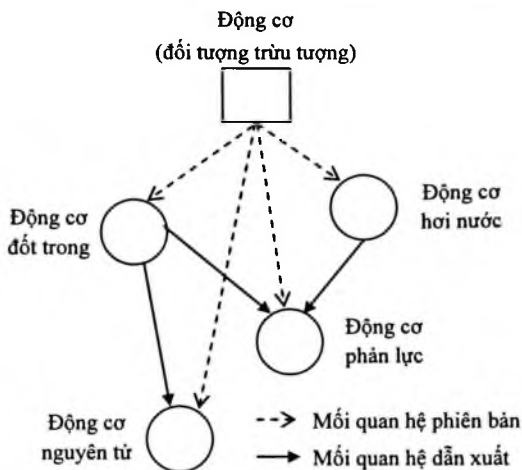 Động cơ
(đối tượng trừu tượng)
Động cơ
đốt trong
Động cơ
hơi nước
Động cơ
phản lực
Động cơ
nguyên tử
Mối quan hệ phiên bản
Mối quan hệ dẫn xuất